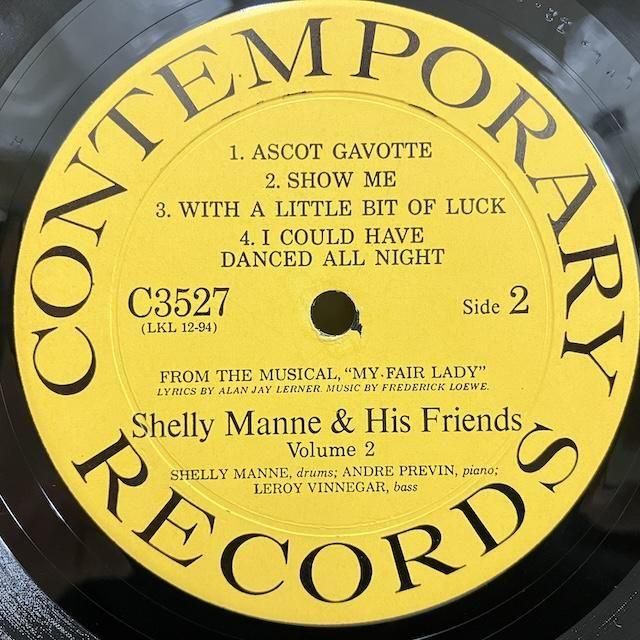 CONTEMPORARY
1. ASCOT GAVOTTE
2. SHOW ME
3. WITH A LITTLE BIT OF LUCK
4. I COULD HAVE
DANCED ALL NIGHT
C3527
(LKL 12-94)
Side 2
FROM THE MUSICAL, "MY FAIR LADY"
LYRICS BY ALAN JAY LERNER. MUSIC BY FREDERICK LOEWE.
Shelly Manne & His Friends
Volume 2
SHELLY MANNE, drums; ANDRE PREVIN, piano;
LEROY VINNEGAR, bass
RECORDS